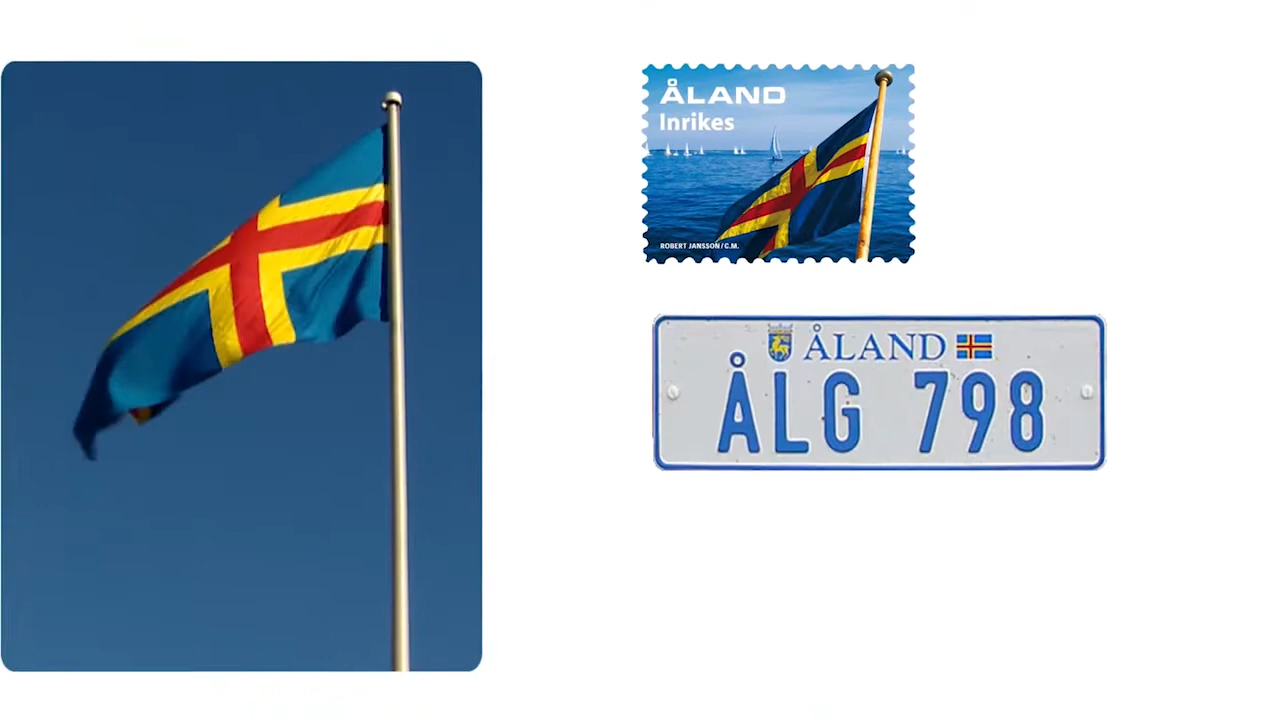 ÅLAND
Inrikes
ROBERT JANSSON/C.M.
ÅLAND
ÅLG 798